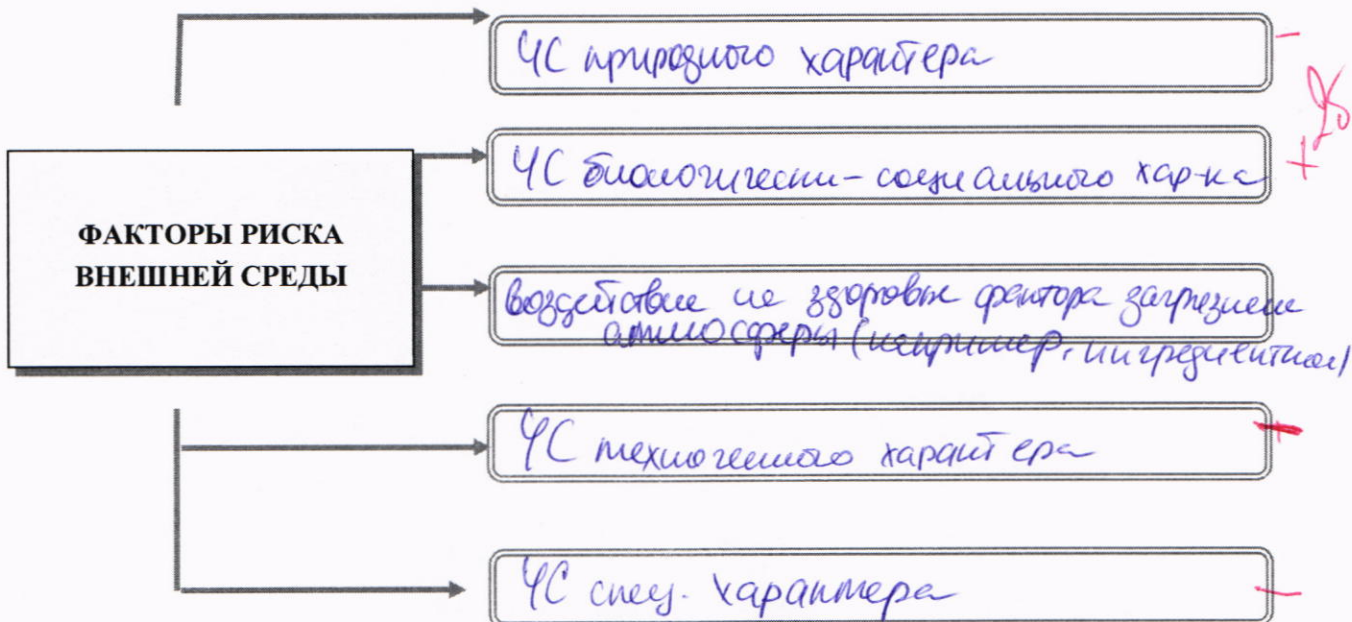 ЧС природного характера
ЧС биологически-социального хар-ка
ФАКТОРЫ РИСКА
ВНЕШНЕЙ СРЕДЫ
воздействие на здоровье фактора загрязнения
атмосферы (например, ингредиентное)
ЧС техногенного характера
ЧС спец. характера